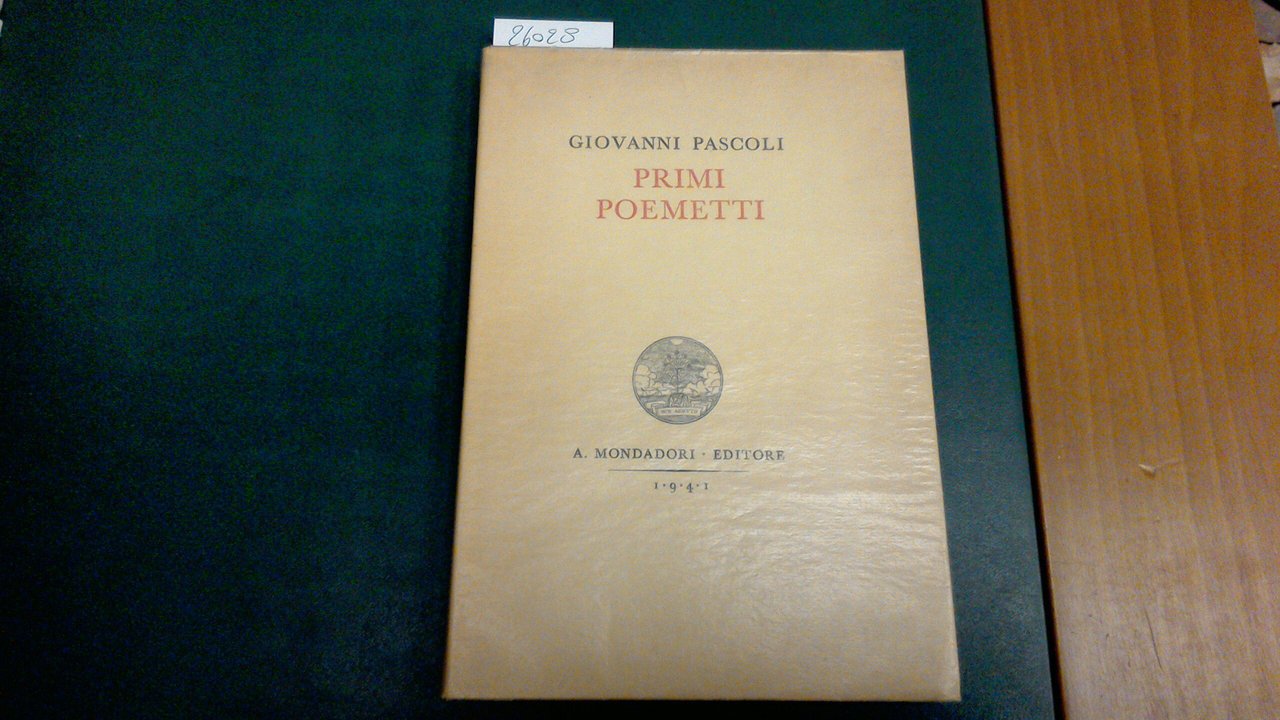 26028
GIOVANNI PASCOLI
PRIMI
POEMETTI
A. MONDADORI · EDITORE
1·9·4·1